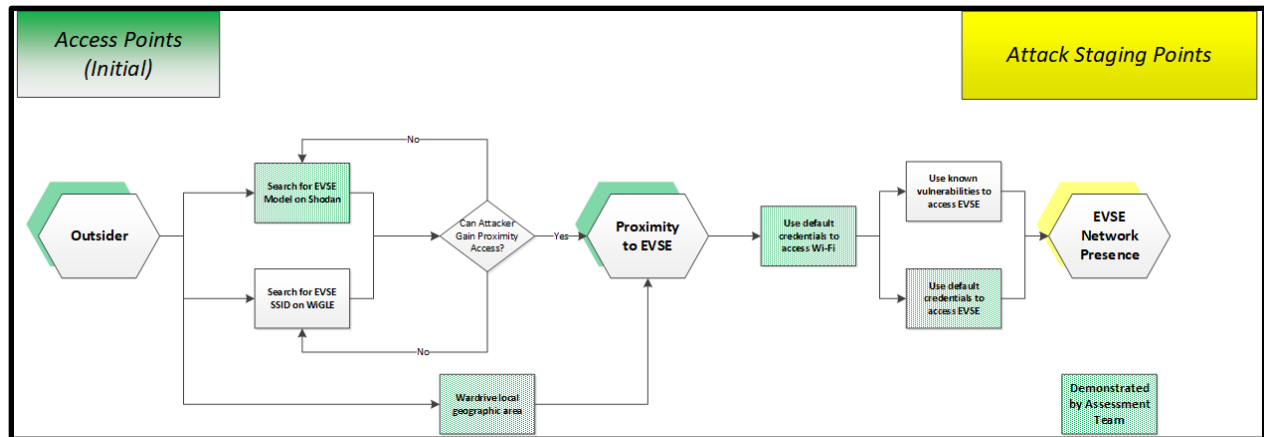 Access Points
(Initial)
Attack Staging Points
No
Search for EVSE
Model on Shodan
Use known
vulnerabilities to
access EVSE
Outsider
Can Attacker
Gain Proximity
Access?
Yes
Proximity
to EVSE
Use default
credentials to
access Wi-Fi
EVSE
Network
Presence
Search for EVSE
SSID on WiGLE
Use default
credentials to
access EVSE
No
Wardrive local
geographic area
Demonstrated
by Assessment
Team